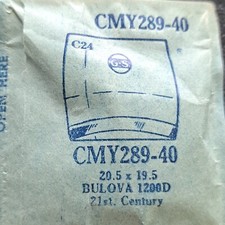 CMY289-40
C24
GS
OPEN HERE
CMY289-40
20.5 x 19.5
BULOVA 1200D
21st. Century